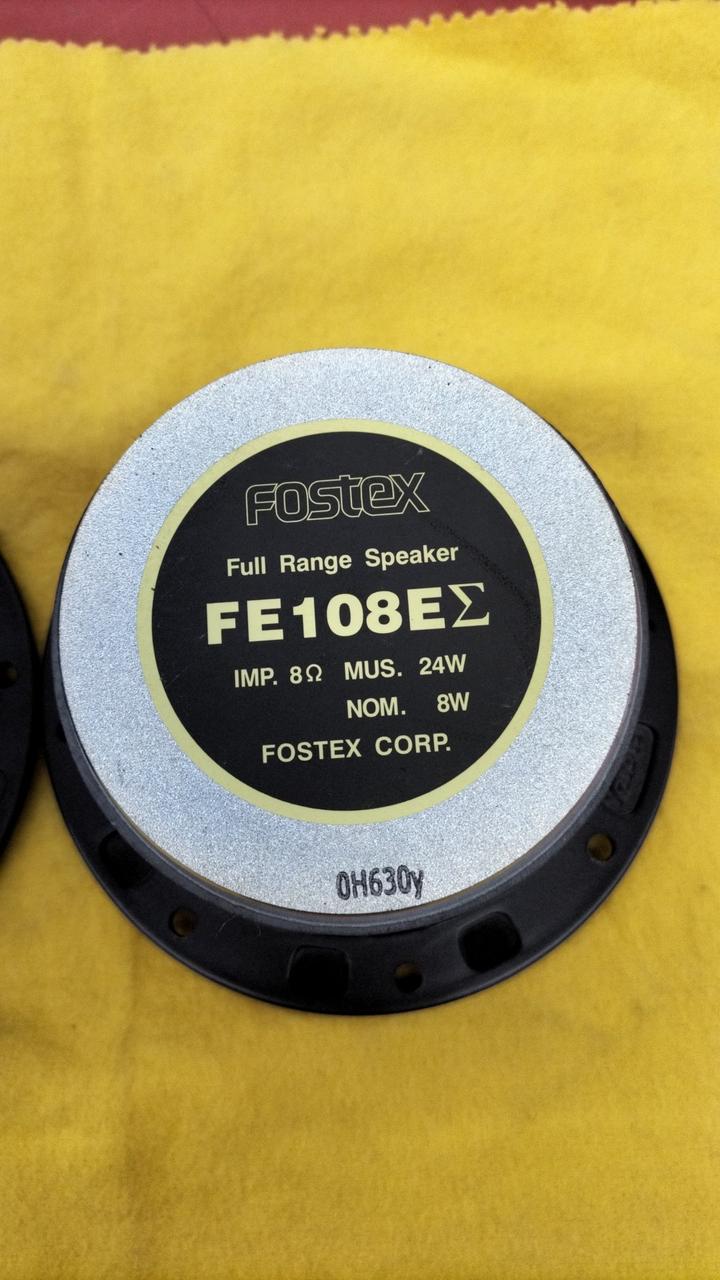 Fostex
Full Range Speaker
FE108EΣ
IMP. 8Ω MUS. 24W
NOM. 8W
FOSTEX CORP.
0H630y